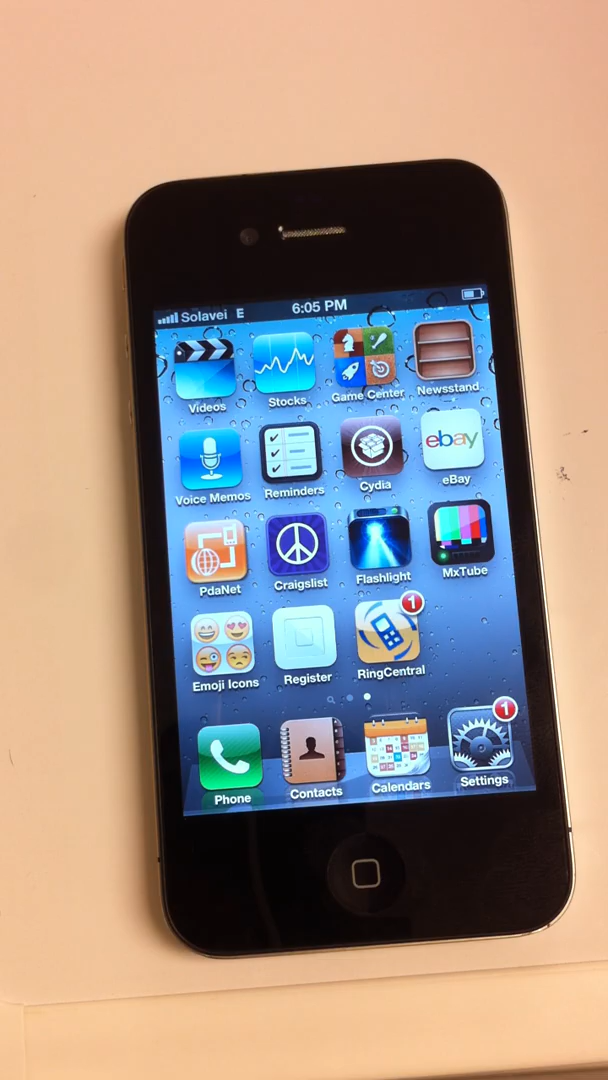 Solavei E 6:05 PM
Videos Stocks Game Center Newsstand
Voice Memos Reminders Cydia eBay
ebay
PdaNet Craigslist Flashlight MxTube
1
Emoji Icons Register RingCentral
1
Phone Contacts Calendars Settings